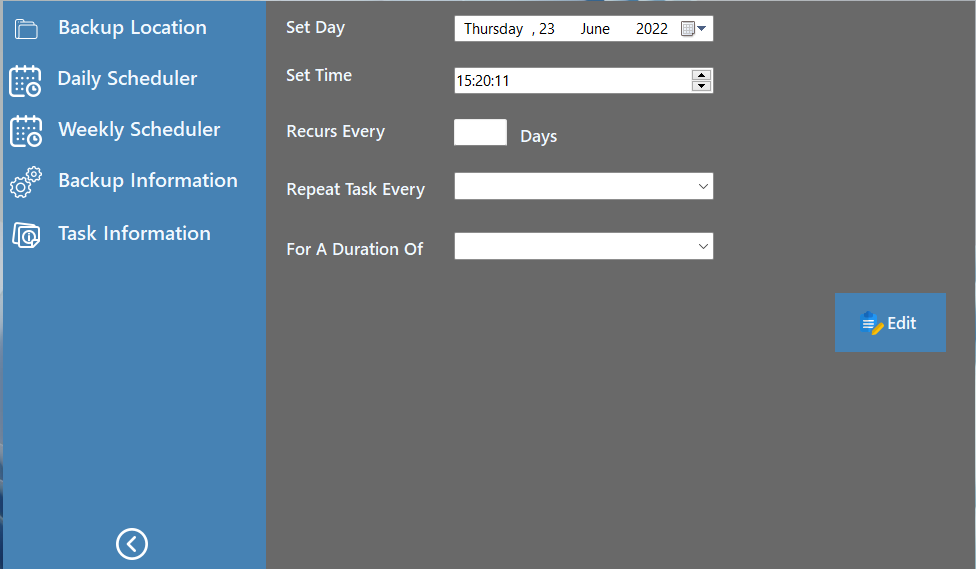 Backup Location
Daily Scheduler
Weekly Scheduler
Backup Information
Task Information
Set Day
Thursday , 23 June 2022
Set Time
15:20:11
Recurs Every
Days
Repeat Task Every
For A Duration Of
Edit